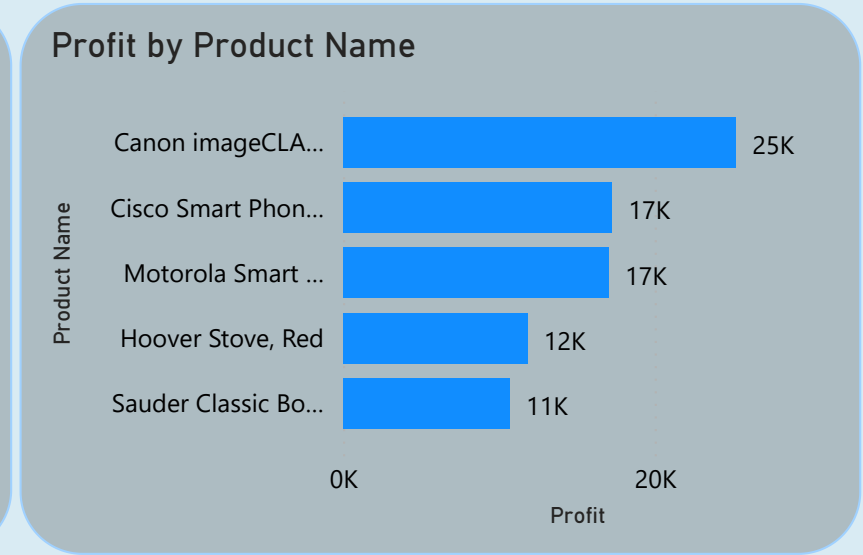 Profit by Product Name
Product Name
Canon imageCLA... 25K
Cisco Smart Phon... 17K
Motorola Smart ... 17K
Hoover Stove, Red 12K
Sauder Classic Bo... 11K
0K 20K
Profit